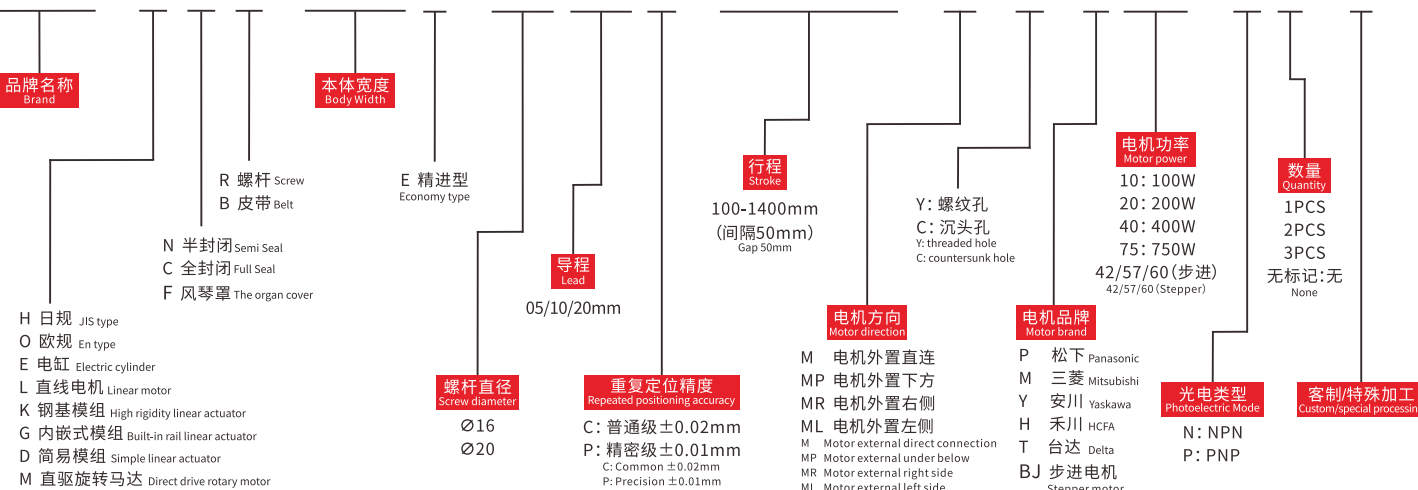 品牌名称
Brand
H 日规 JIS type
O 欧规 En type
E 电缸 Electric cylinder
L 直线电机 Linear motor
K 钢基模组 High rigidity linear actuator
G 内嵌式模组 Built-in rail linear actuator
D 简易模组 Simple linear actuator
M 直驱旋转马达 Direct drive rotary motor
N 半封闭 Semi Seal
C 全封闭 Full Seal
F 风琴罩 The organ cover
R 螺杆 Screw
B 皮带 Belt
本体宽度
Body Width
E 精进型
Economy type
螺杆直径
Screw diameter
∅16
∅20
导程
Lead
05/10/20mm
重复定位精度
Repeated positioning accuracy
C: 普通级±0.02mm
P: 精密级±0.01mm
C: Common ±0.02mm
P: Precision ±0.01mm
行程
Stroke
100-1400mm
(间隔50mm)
Gap 50mm
电机方向
Motor direction
M 电机外置直连
MP 电机外置下方
MR 电机外置右侧
ML 电机外置左侧
M Motor external direct connection
MP Motor external under below
MR Motor external right side
ML Motor external left side
Y: 螺纹孔
C: 沉头孔
Y: threaded hole
C: countersunk hole
电机品牌
Motor brand
P 松下 Panasonic
M 三菱 Mitsubishi
Y 安川 Yaskawa
H 禾川 HCFA
T 台达 Delta
BJ 步进电机
Stepper motor
电机功率
Motor power
10: 100W
20: 200W
40: 400W
75: 750W
42/57/60(步进)
42/57/60(Stepper)
光电类型
Photoelectric Mode
N: NPN
P: PNP
数量
Quantity
1PCS
2PCS
3PCS
无标记:无
None
客制/特殊加工
Custom/special processin